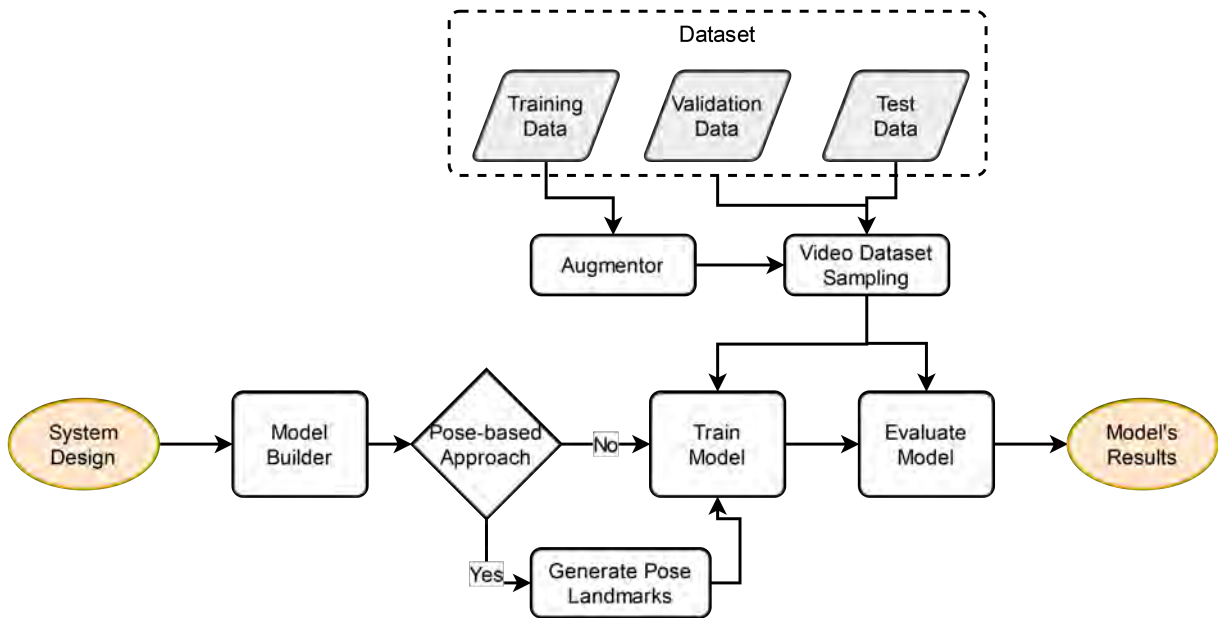 Dataset
Training
Data
Validation
Data
Test
Data
Augmentor
Video Dataset
Sampling
System
Design
Model
Builder
Pose-based
Approach
No
Train
Model
Evaluate
Model
Model's
Results
Yes
Generate Pose
Landmarks